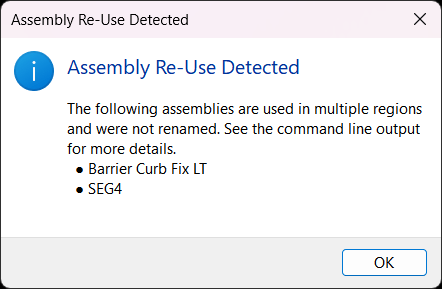 Assembly Re-Use Detected
Assembly Re-Use Detected
The following assemblies are used in multiple regions
and were not renamed. See the command line output
for more details.
● Barrier Curb Fix LT
● SEG4
OK